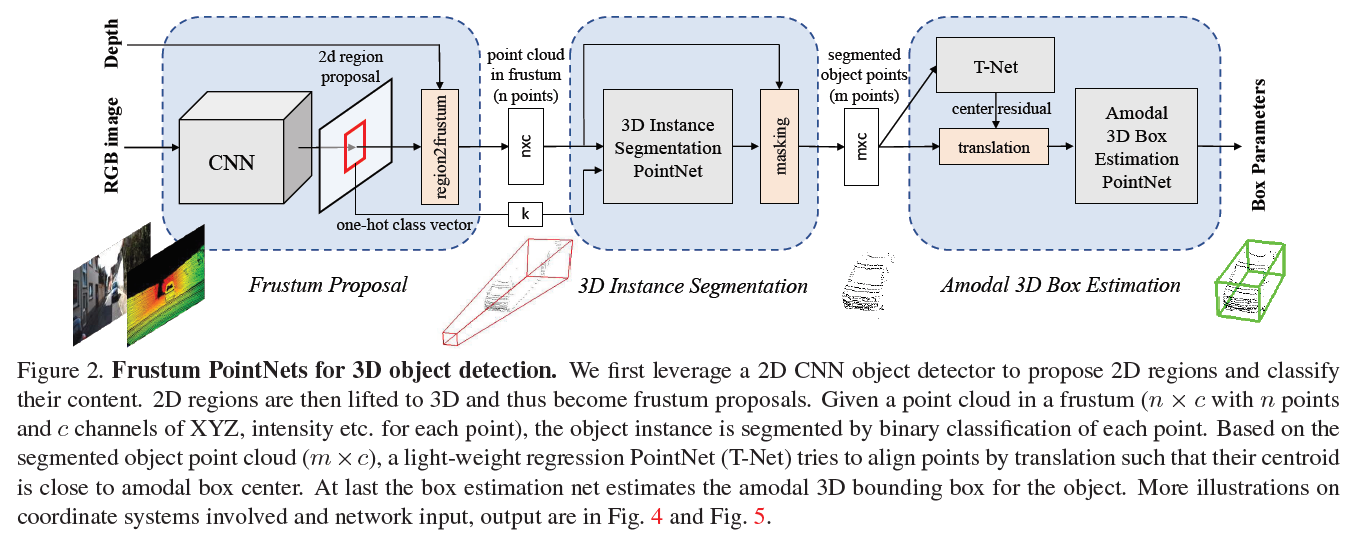 Depth
RGB image
CNN
2d region
proposal
region2frustum
one-hot class vector
point cloud
in frustum
(n points)
nxc
k
3D Instance
Segmentation
PointNet
masking
segmented
object points
(m points)
mxc
T-Net
center residual
translation
Amodal
3D Box
Estimation
PointNet
Box Parameters
Frustum Proposal
3D Instance Segmentation
Amodal 3D Box Estimation
Figure 2. Frustum PointNets for 3D object detection. We first leverage a 2D CNN object detector to propose 2D regions and classify
their content. 2D regions are then lifted to 3D and thus become frustum proposals. Given a point cloud in a frustum (n × c with n points
and c channels of XYZ, intensity etc. for each point), the object instance is segmented by binary classification of each point. Based on the
segmented object point cloud (m × c), a light-weight regression PointNet (T-Net) tries to align points by translation such that their centroid
is close to amodal box center. At last the box estimation net estimates the amodal 3D bounding box for the object. More illustrations on
coordinate systems involved and network input, output are in Fig. 4 and Fig. 5.